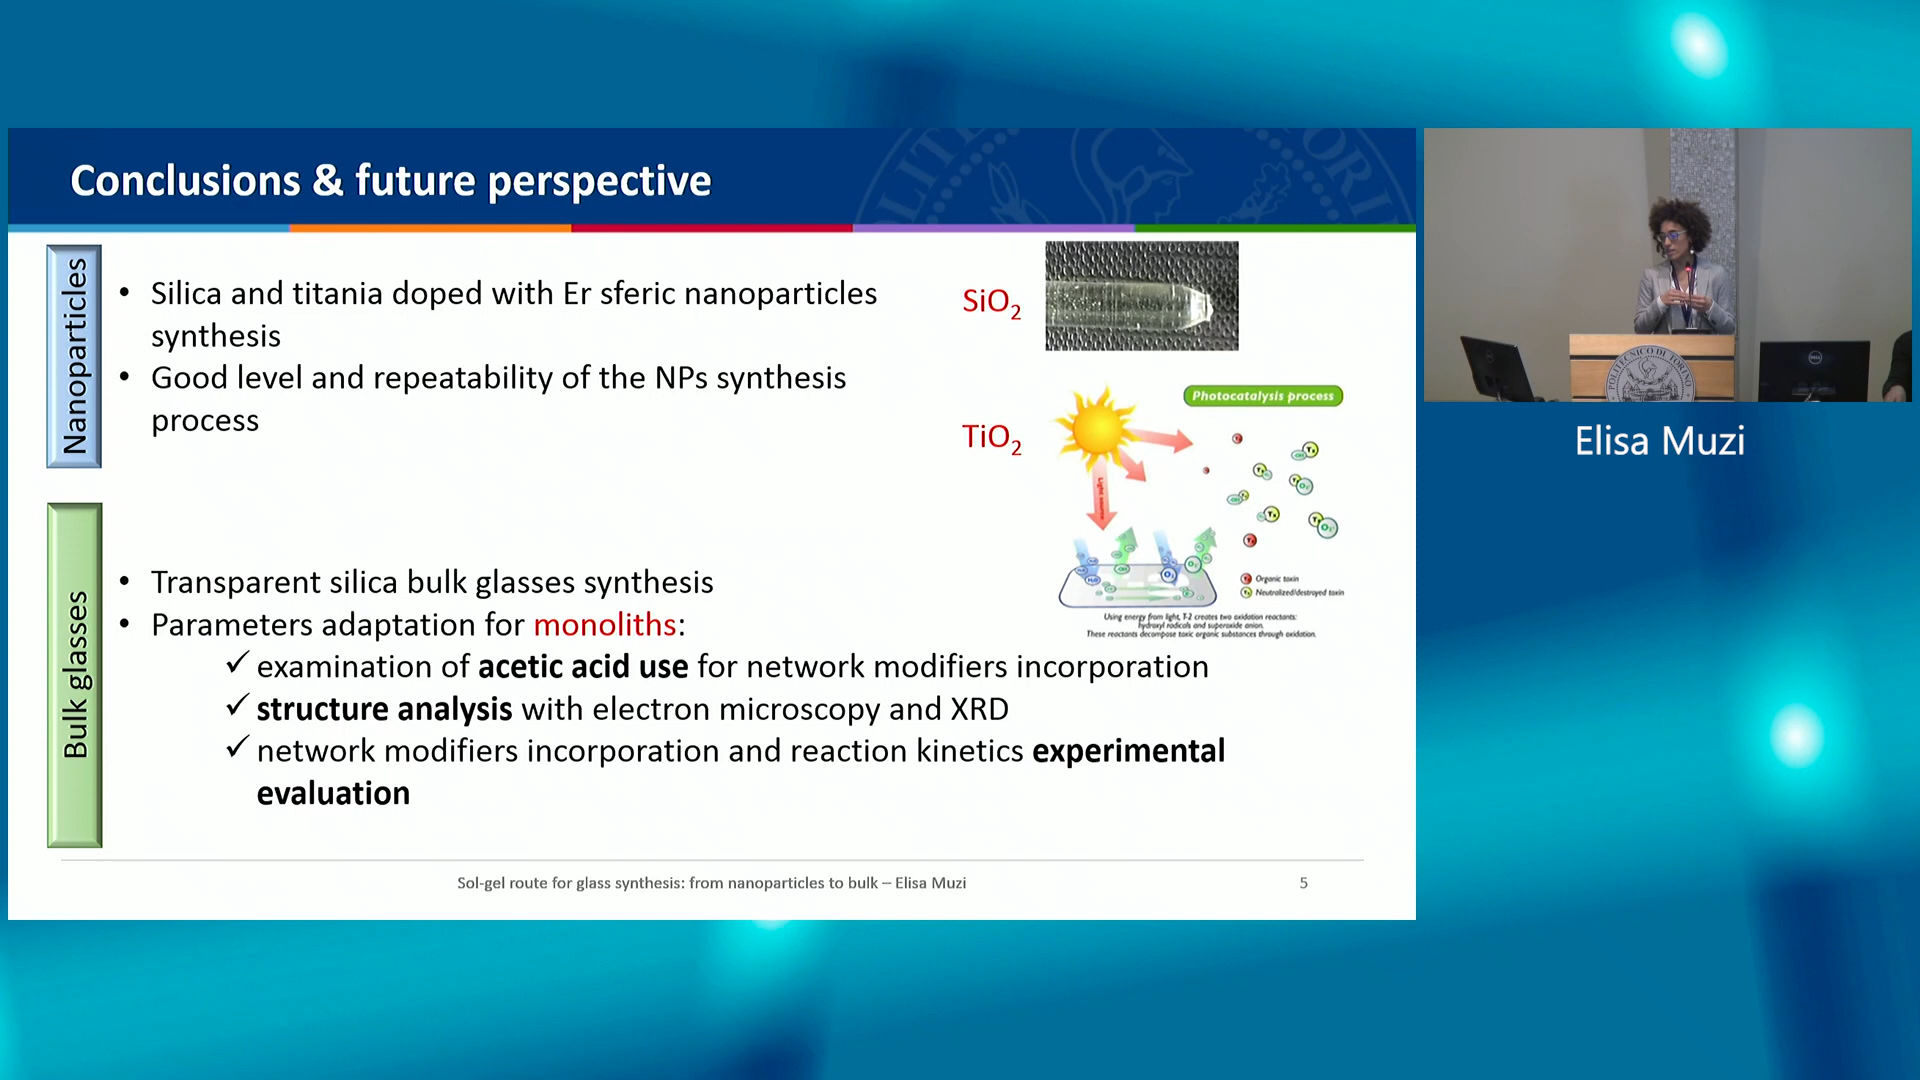 Conclusions & future perspective
Nanoparticles
• Silica and titania doped with Er sferic nanoparticles
synthesis
• Good level and repeatability of the NPs synthesis
process
SiO₂
TiO₂
Photocatalysis process
Light source
Organic toxin
Neutralized/destroyed toxin
Using energy from light, T-2 creates two oxidation reactants:
hydroxyl radicals and superoxide anion.
These reactants decompose toxic organic substances through oxidation.
Bulk glasses
• Transparent silica bulk glasses synthesis
• Parameters adaptation for monoliths:
✓ examination of acetic acid use for network modifiers incorporation
✓ structure analysis with electron microscopy and XRD
✓ network modifiers incorporation and reaction kinetics experimental
evaluation
Sol-gel route for glass synthesis: from nanoparticles to bulk – Elisa Muzi
5
POLITECNICO DI TORINO
Elisa Muzi